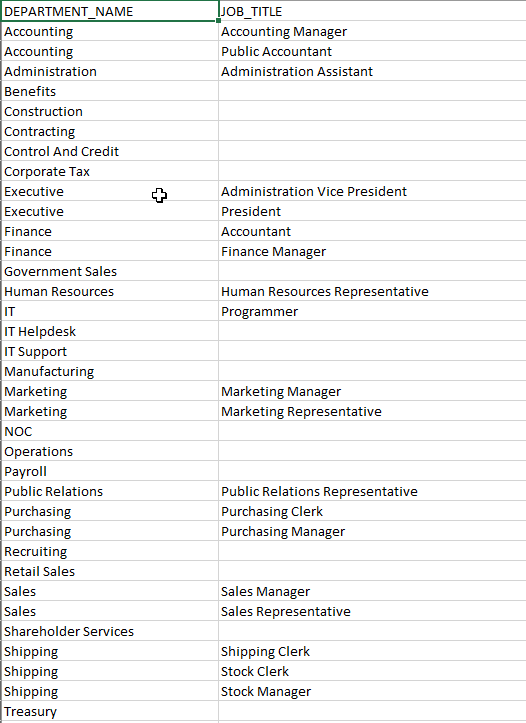 DEPARTMENT_NAME JOB_TITLE
Accounting Accounting Manager
Accounting Public Accountant
Administration Administration Assistant
Benefits
Construction
Contracting
Control And Credit
Corporate Tax
Executive Administration Vice President
Executive President
Finance Accountant
Finance Finance Manager
Government Sales
Human Resources Human Resources Representative
IT Programmer
IT Helpdesk
IT Support
Manufacturing
Marketing Marketing Manager
Marketing Marketing Representative
NOC
Operations
Payroll
Public Relations Public Relations Representative
Purchasing Purchasing Clerk
Purchasing Purchasing Manager
Recruiting
Retail Sales
Sales Sales Manager
Sales Sales Representative
Shareholder Services
Shipping Shipping Clerk
Shipping Stock Clerk
Shipping Stock Manager
Treasury